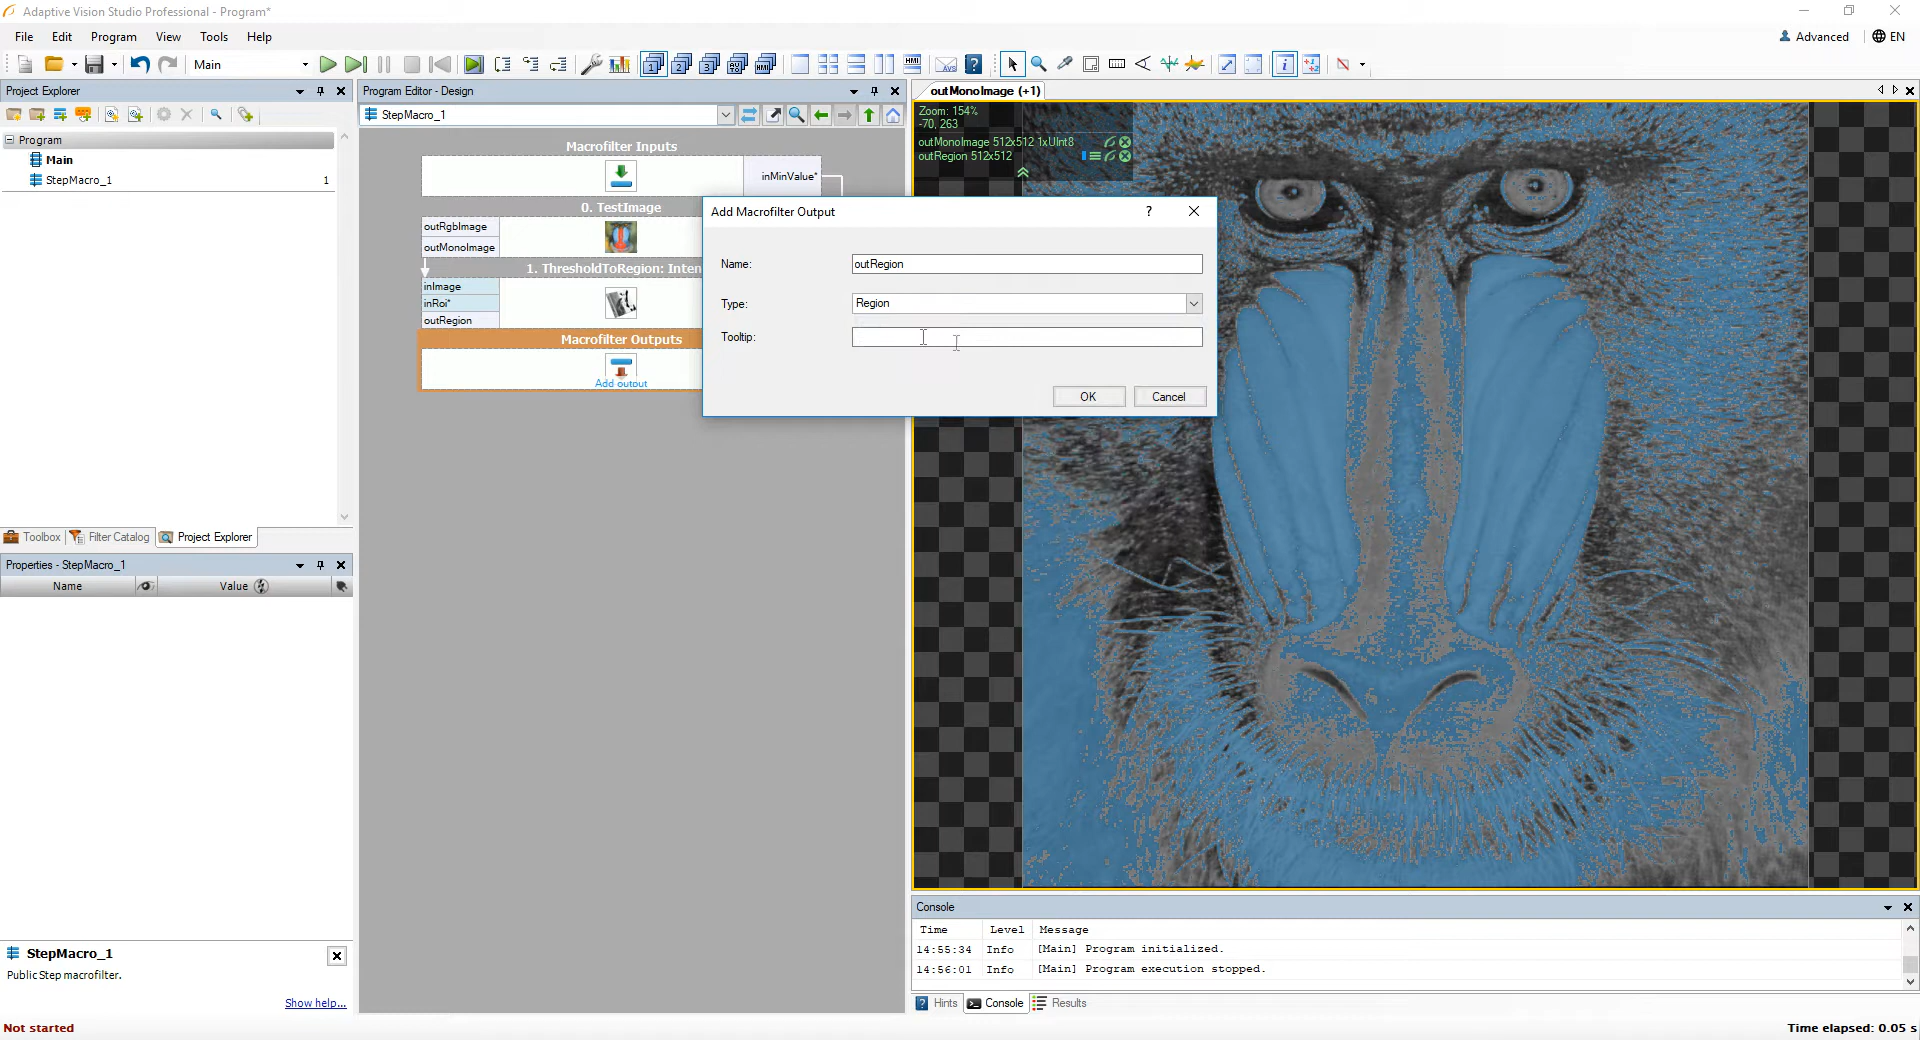 Adaptive Vision Studio Professional - Program*
File Edit Program View Tools Help
Advanced EN
Main
Project Explorer
Program
Main
StepMacro_1 1
Toolbox Filter Catalog Project Explorer
Properties - StepMacro_1
Name Value
StepMacro_1
Public Step macrofilter.
Show help...
Not started
Program Editor - Design
StepMacro_1
Macrofilter Inputs
inMinValue*
0. TestImage
outRgbImage
outMonoImage
1. ThresholdToRegion: Inten
inImage
inRoi*
outRegion
Macrofilter Outputs
Add output
Add Macrofilter Output
?
Name: outRegion
Type: Region
Tooltip:
OK Cancel
outMonoImage (+1)
Zoom: 154%
-70, 263
outMonoImage 512x512 1xUInt8
outRegion 512x512
Console
Time Level Message
14:55:34 Info [Main] Program initialized.
14:56:01 Info [Main] Program execution stopped.
Hints Console Results
Time elapsed: 0.05 s